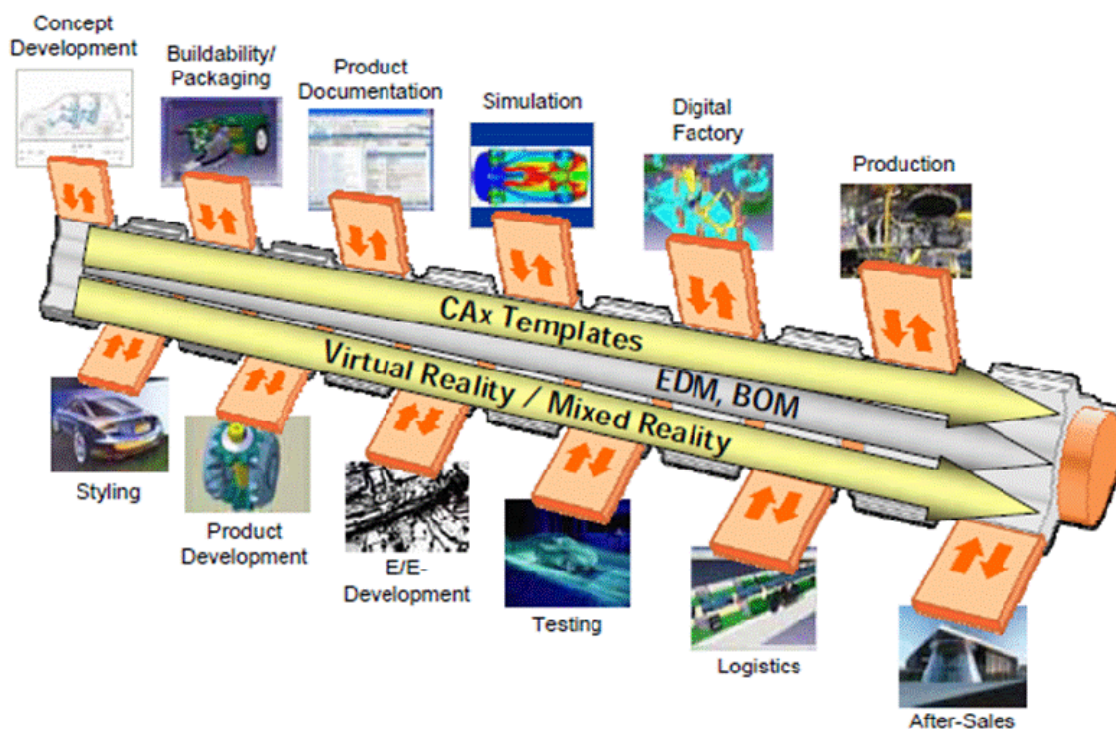 Concept
Development
Buildability/
Packaging
Product
Documentation
Simulation
Digital
Factory
Production
CAx Templates
EDM, BOM
Virtual Reality / Mixed Reality
Styling
Product
Development
E/E-
Development
Testing
Logistics
After-Sales